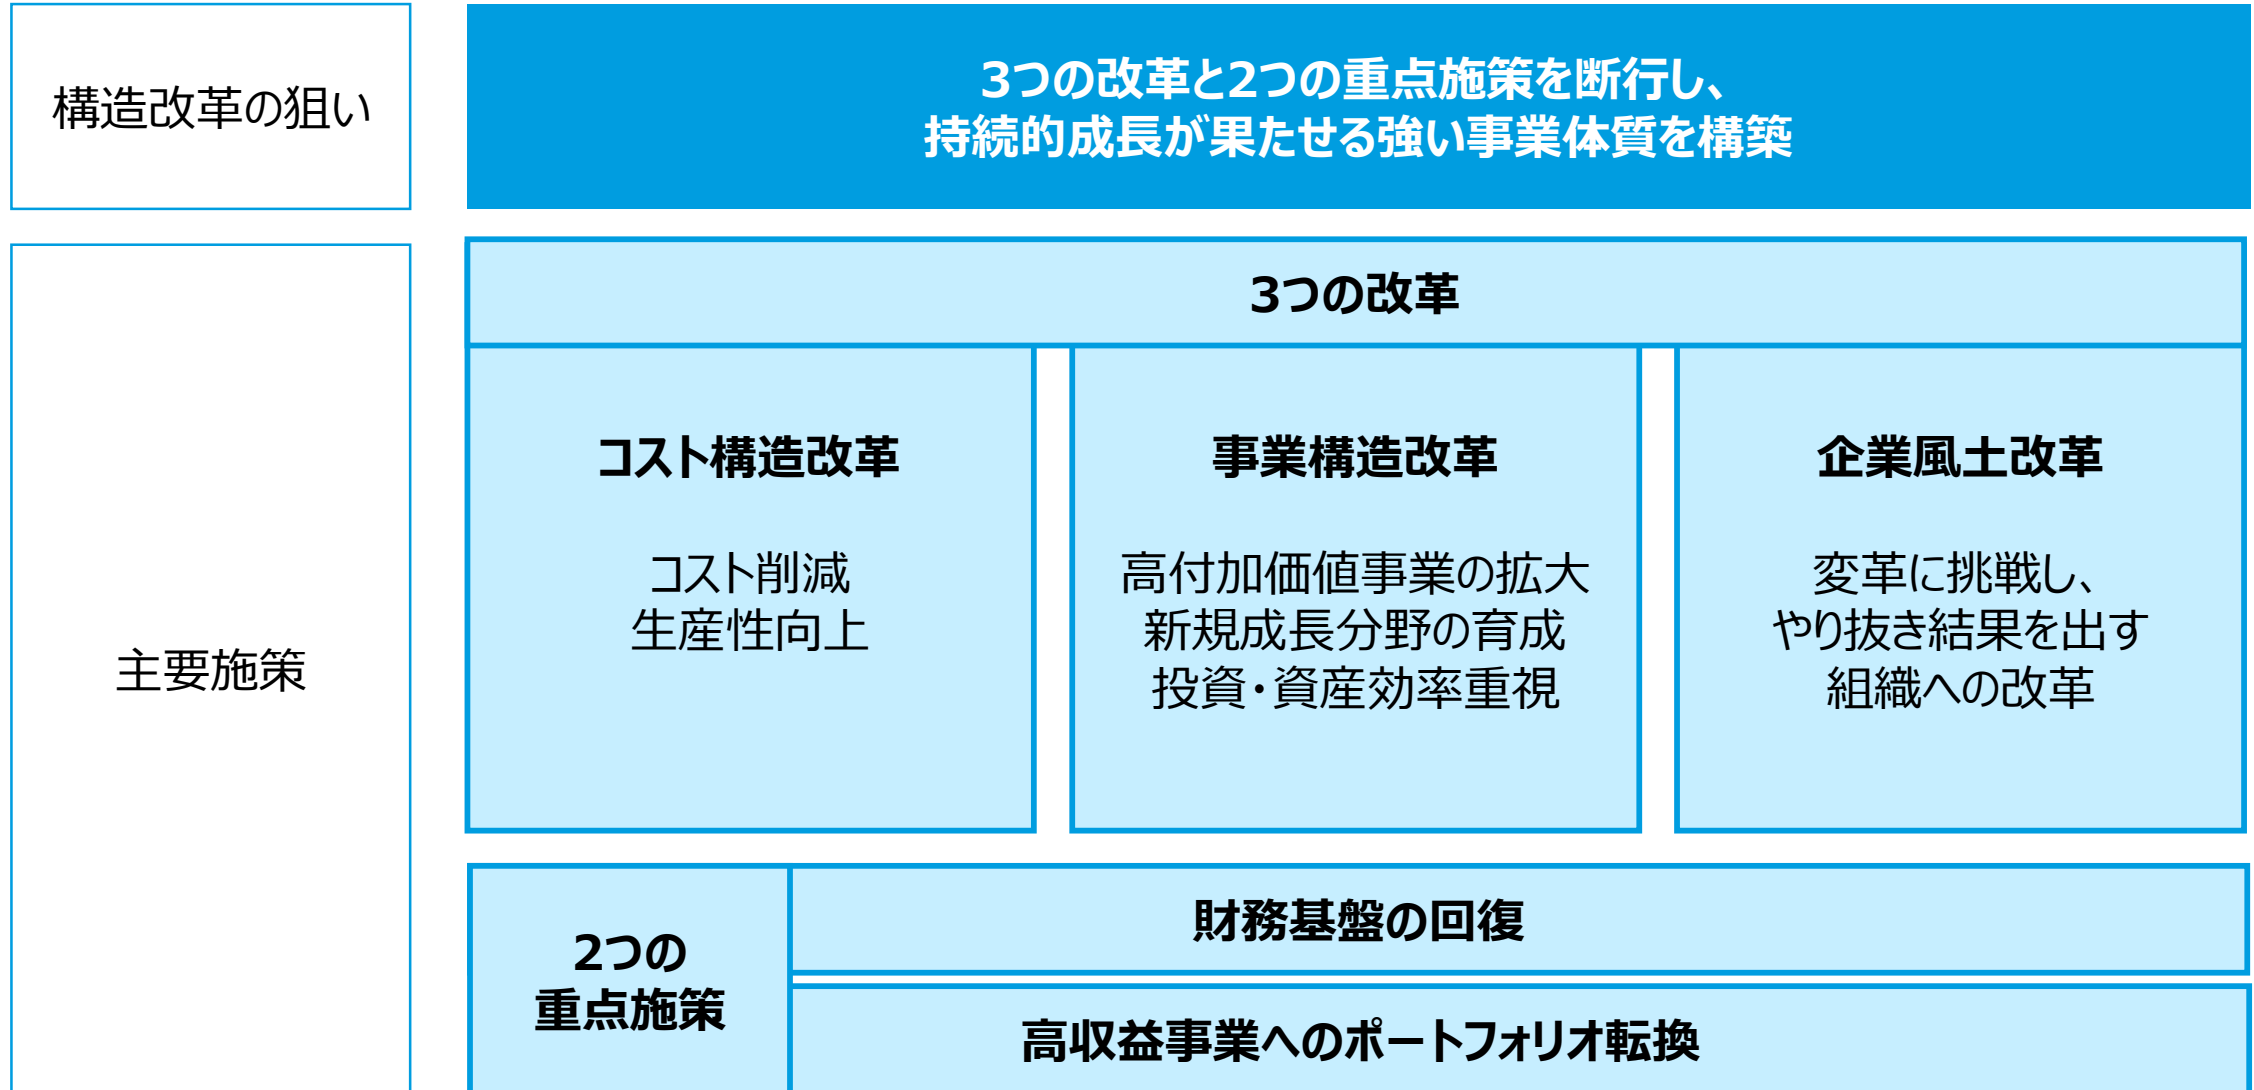 構造改革の狙い
3つの改革と2つの重点施策を断行し、
持続的成長が果たせる強い事業体質を構築
主要施策
3つの改革
コスト構造改革
コスト削減
生産性向上
事業構造改革
高付加価値事業の拡大
新規成長分野の育成
投資・資産効率重視
企業風土改革
変革に挑戦し、
やり抜き結果を出す
組織への改革
2つの
重点施策
財務基盤の回復
高収益事業へのポートフォリオ転換